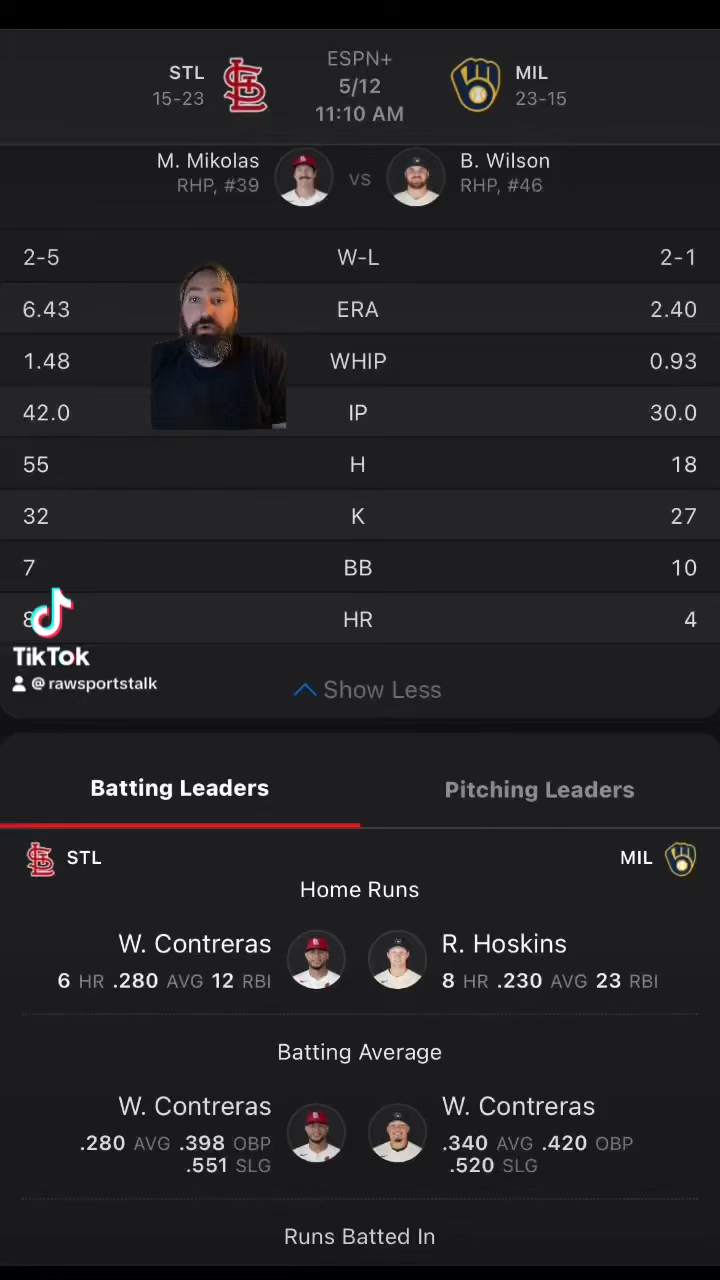 STL
15-23
ESPN+
5/12
11:10 AM
MIL
23-15
M. Mikolas
RHP, #39
VS
B. Wilson
RHP, #46
2-5 W-L 2-1
6.43 ERA 2.40
1.48 WHIP 0.93
42.0 IP 30.0
55 H 18
32 K 27
7 BB 10
8 HR 4
TikTok
@rawsportstalk
Show Less
Batting Leaders
Pitching Leaders
STL
MIL
Home Runs
W. Contreras
6 HR .280 AVG 12 RBI
R. Hoskins
8 HR .230 AVG 23 RBI
Batting Average
W. Contreras
.280 AVG .398 OBP
.551 SLG
W. Contreras
.340 AVG .420 OBP
.520 SLG
Runs Batted In